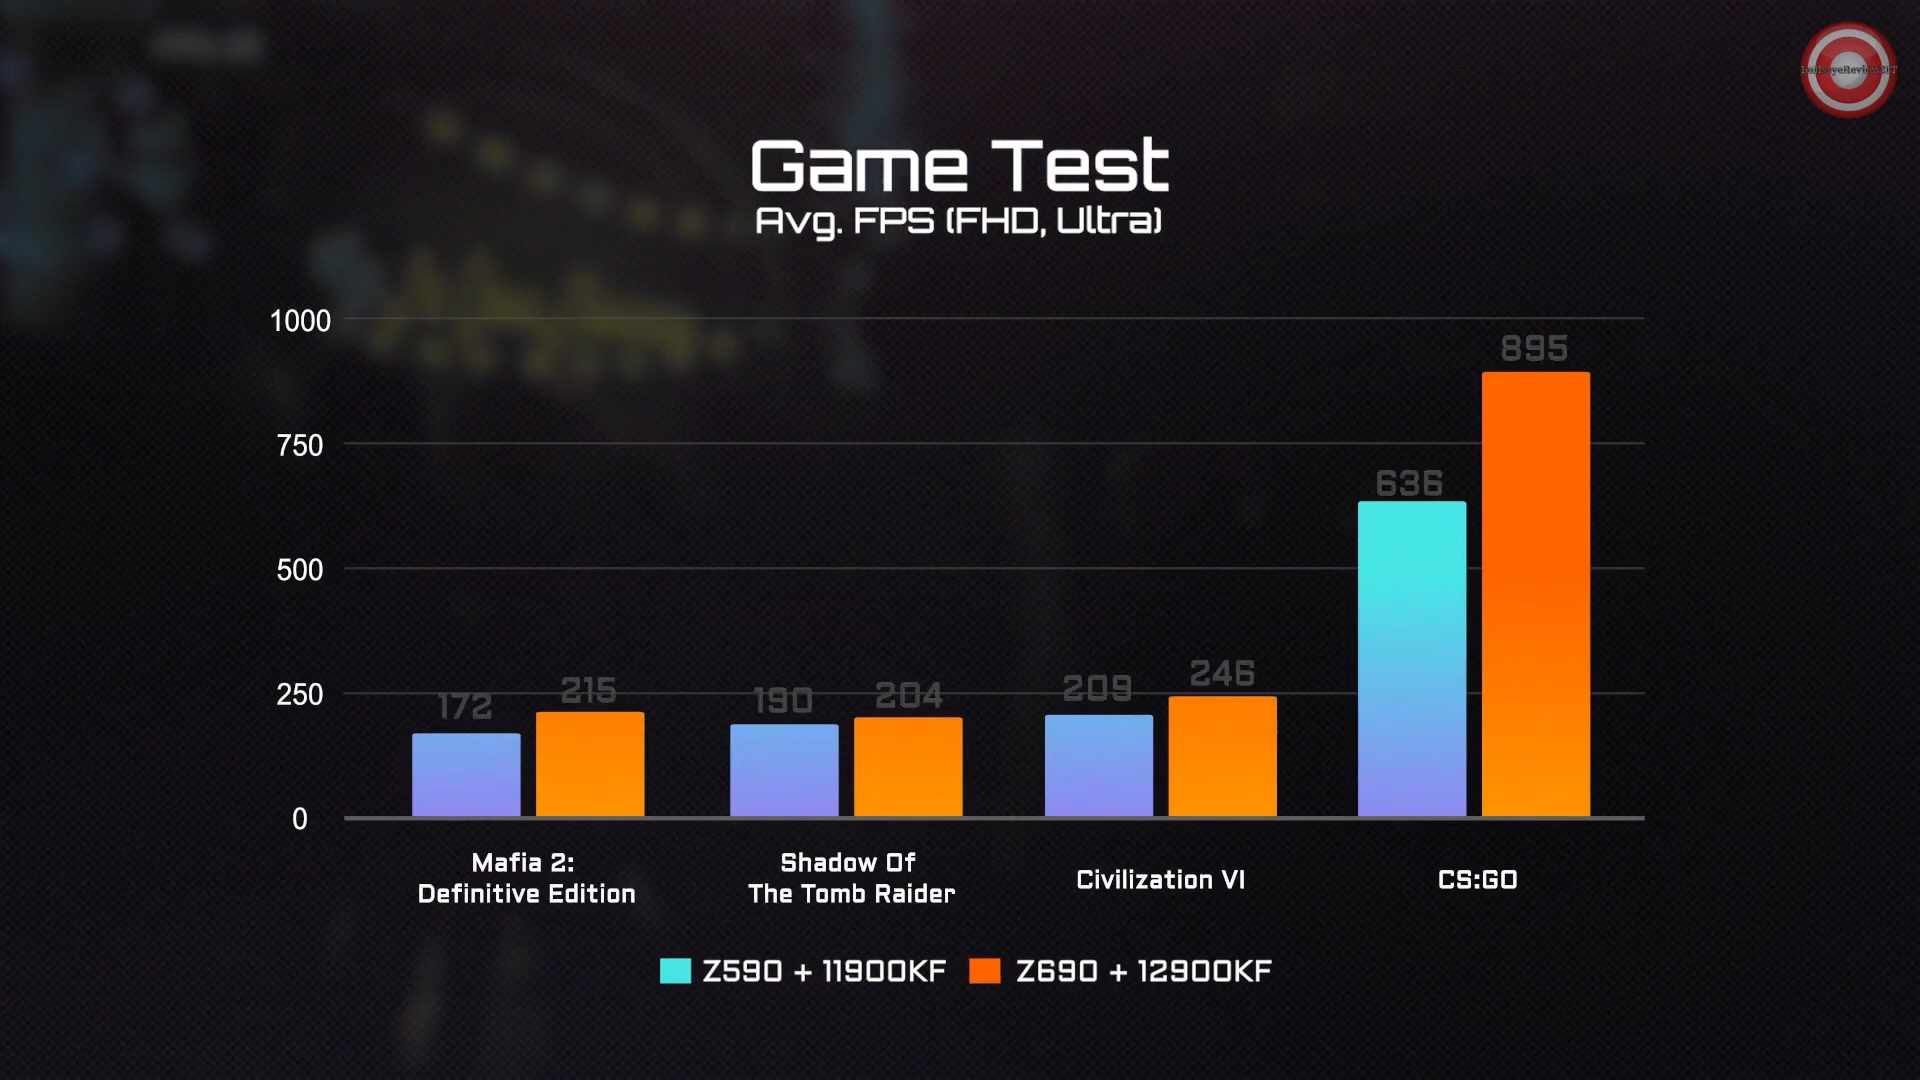 Game Test
Avg. FPS (FHD, Ultra)
1000
750
500
250
0
172
215
190
204
209
246
636
895
Mafia 2:
Definitive Edition
Shadow Of
The Tomb Raider
Civilization VI
CS:GO
Z590 + 11900KF
Z690 + 12900KF